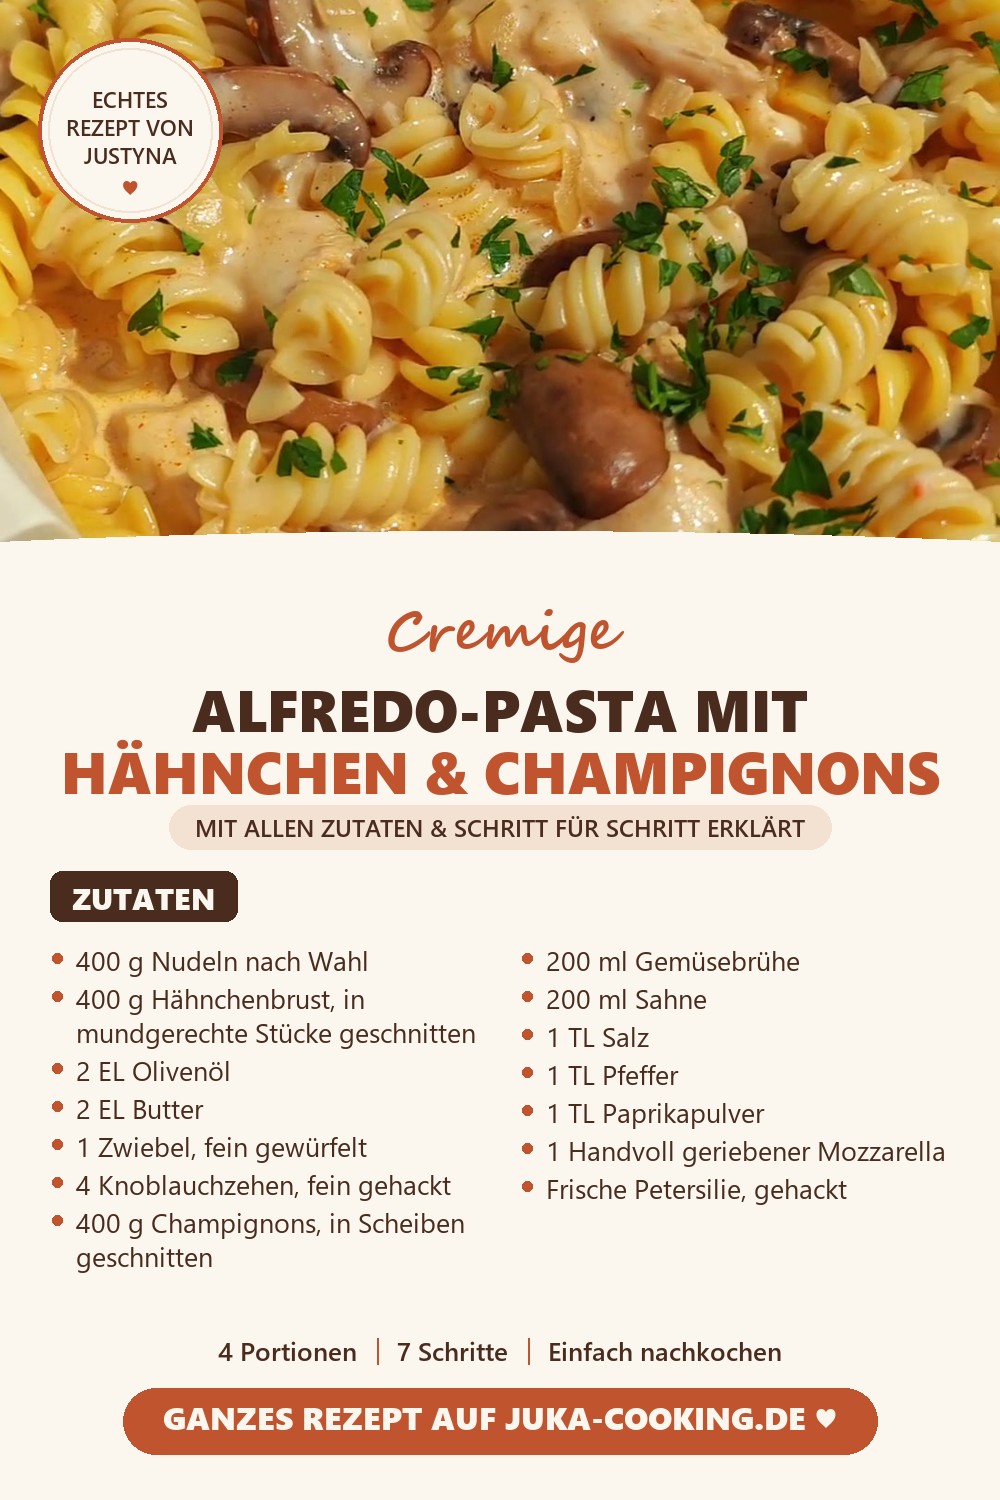 ECHTES
REZEPT VON
JUSTYNA
Cremige
ALFREDO-PASTA MIT
HÄHNCHEN & CHAMPIGNONS
MIT ALLEN ZUTATEN & SCHRITT FÜR SCHRITT ERKLÄRT
ZUTATEN
400 g Nudeln nach Wahl
400 g Hähnchenbrust, in
mundgerechte Stücke geschnitten
2 EL Olivenöl
2 EL Butter
1 Zwiebel, fein gewürfelt
4 Knoblauchzehen, fein gehackt
400 g Champignons, in Scheiben
geschnitten
200 ml Gemüsebrühe
200 ml Sahne
1 TL Salz
1 TL Pfeffer
1 TL Paprikapulver
1 Handvoll geriebener Mozzarella
Frische Petersilie, gehackt
4 Portionen | 7 Schritte | Einfach nachkochen
GANZES REZEPT AUF JUKA-COOKING.DE ♥